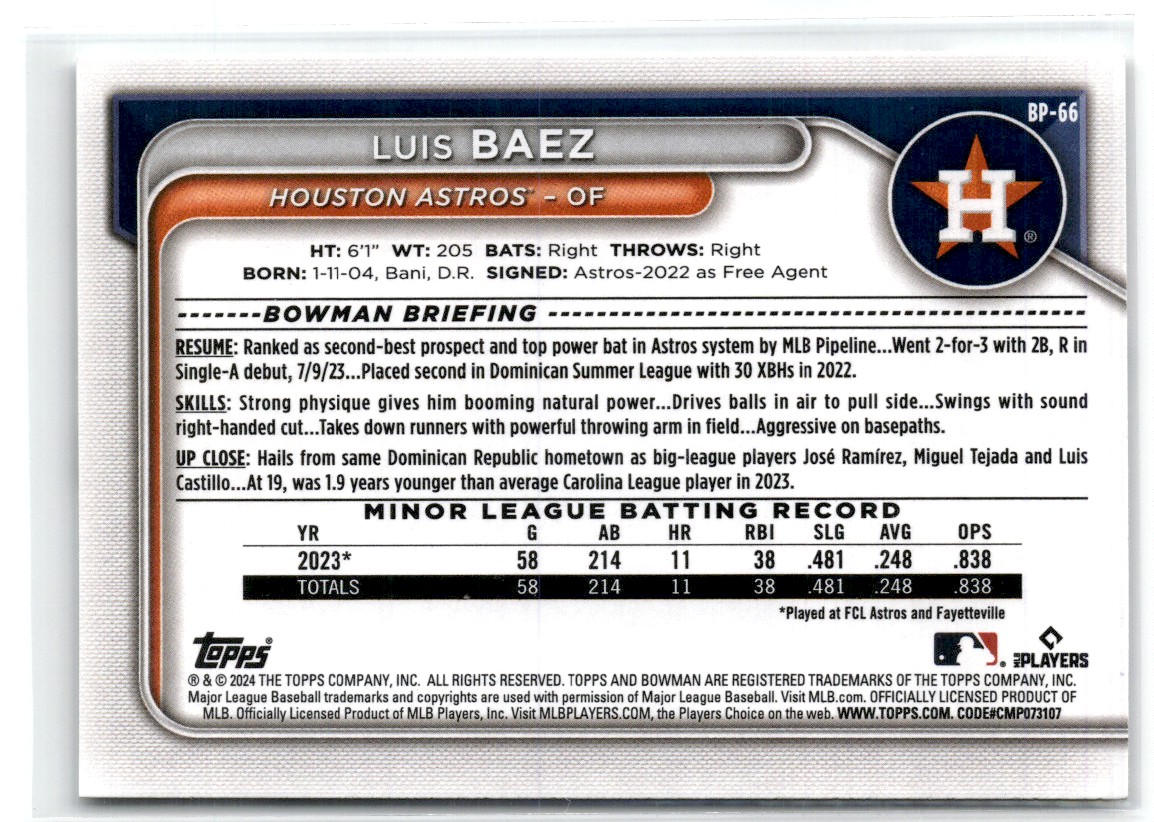 BP-66
LUIS BAEZ
HOUSTON ASTROS™ – OF
H
®
HT: 6'1" WT: 205 BATS: Right THROWS: Right
BORN: 1-11-04, Bani, D.R. SIGNED: Astros-2022 as Free Agent
BOWMAN BRIEFING
RESUME: Ranked as second-best prospect and top power bat in Astros system by MLB Pipeline...Went 2-for-3 with 2B, R in
Single-A debut, 7/9/23...Placed second in Dominican Summer League with 30 XBHs in 2022.
SKILLS: Strong physique gives him booming natural power...Drives balls in air to pull side...Swings with sound
right-handed cut...Takes down runners with powerful throwing arm in field...Aggressive on basepaths.
UP CLOSE: Hails from same Dominican Republic hometown as big-league players José Ramírez, Miguel Tejada and Luis
Castillo...At 19, was 1.9 years younger than average Carolina League player in 2023.
MINOR LEAGUE BATTING RECORD
YR G AB HR RBI SLG AVG OPS
2023* 58 214 11 38 .481 .248 .838
TOTALS 58 214 11 38 .481 .248 .838
*Played at FCL Astros and Fayetteville
Topps®
MLB PLAYERS
® & © 2024 THE TOPPS COMPANY, INC. ALL RIGHTS RESERVED. TOPPS AND BOWMAN ARE REGISTERED TRADEMARKS OF THE TOPPS COMPANY, INC.
Major League Baseball trademarks and copyrights are used with permission of Major League Baseball. Visit MLB.com. OFFICIALLY LICENSED PRODUCT OF
MLB. Officially Licensed Product of MLB Players, Inc. Visit MLBPLAYERS.COM, the Players Choice on the web. WWW.TOPPS.COM. CODE#CMP073107